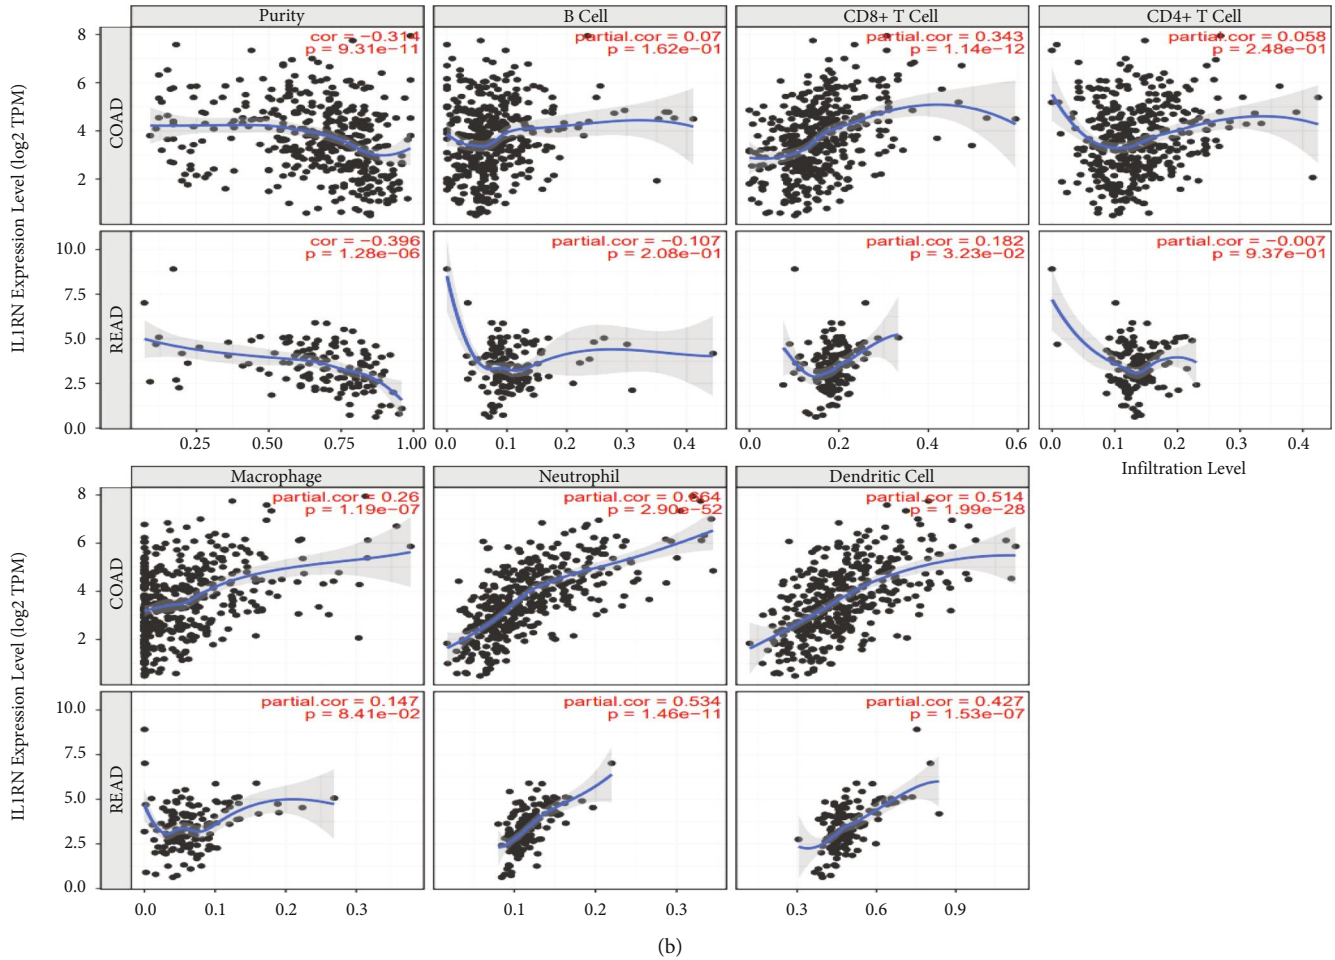 Purity B Cell CD8+ T Cell CD4+ T Cell
IL1RN Expression Level (log2 TPM)
COAD
8
6
4
2
cor = −0.314
p = 9.31e−11
partial.cor = 0.07
p = 1.62e−01
partial.cor = 0.343
p = 1.14e−12
partial.cor = 0.058
p = 2.48e−01
READ
10.0
7.5
5.0
2.5
0.0
cor = −0.396
p = 1.28e−06
partial.cor = −0.107
p = 2.08e−01
partial.cor = 0.182
p = 3.23e−02
partial.cor = −0.007
p = 9.37e−01
0.25 0.50 0.75 1.00 0.0 0.1 0.2 0.3 0.4 0.0 0.2 0.4 0.6 0.0 0.1 0.2 0.3 0.4
Infiltration Level
Macrophage Neutrophil Dendritic Cell
IL1RN Expression Level (log2 TPM)
COAD
8
6
4
2
partial.cor = 0.26
p = 1.19e−07
partial.cor = 0.664
p = 2.90e−52
partial.cor = 0.514
p = 1.99e−28
READ
10.0
7.5
5.0
2.5
0.0
partial.cor = 0.147
p = 8.41e−02
partial.cor = 0.534
p = 1.46e−11
partial.cor = 0.427
p = 1.53e−07
0.0 0.1 0.2 0.3 0.1 0.2 0.3 0.3 0.6 0.9
(b)